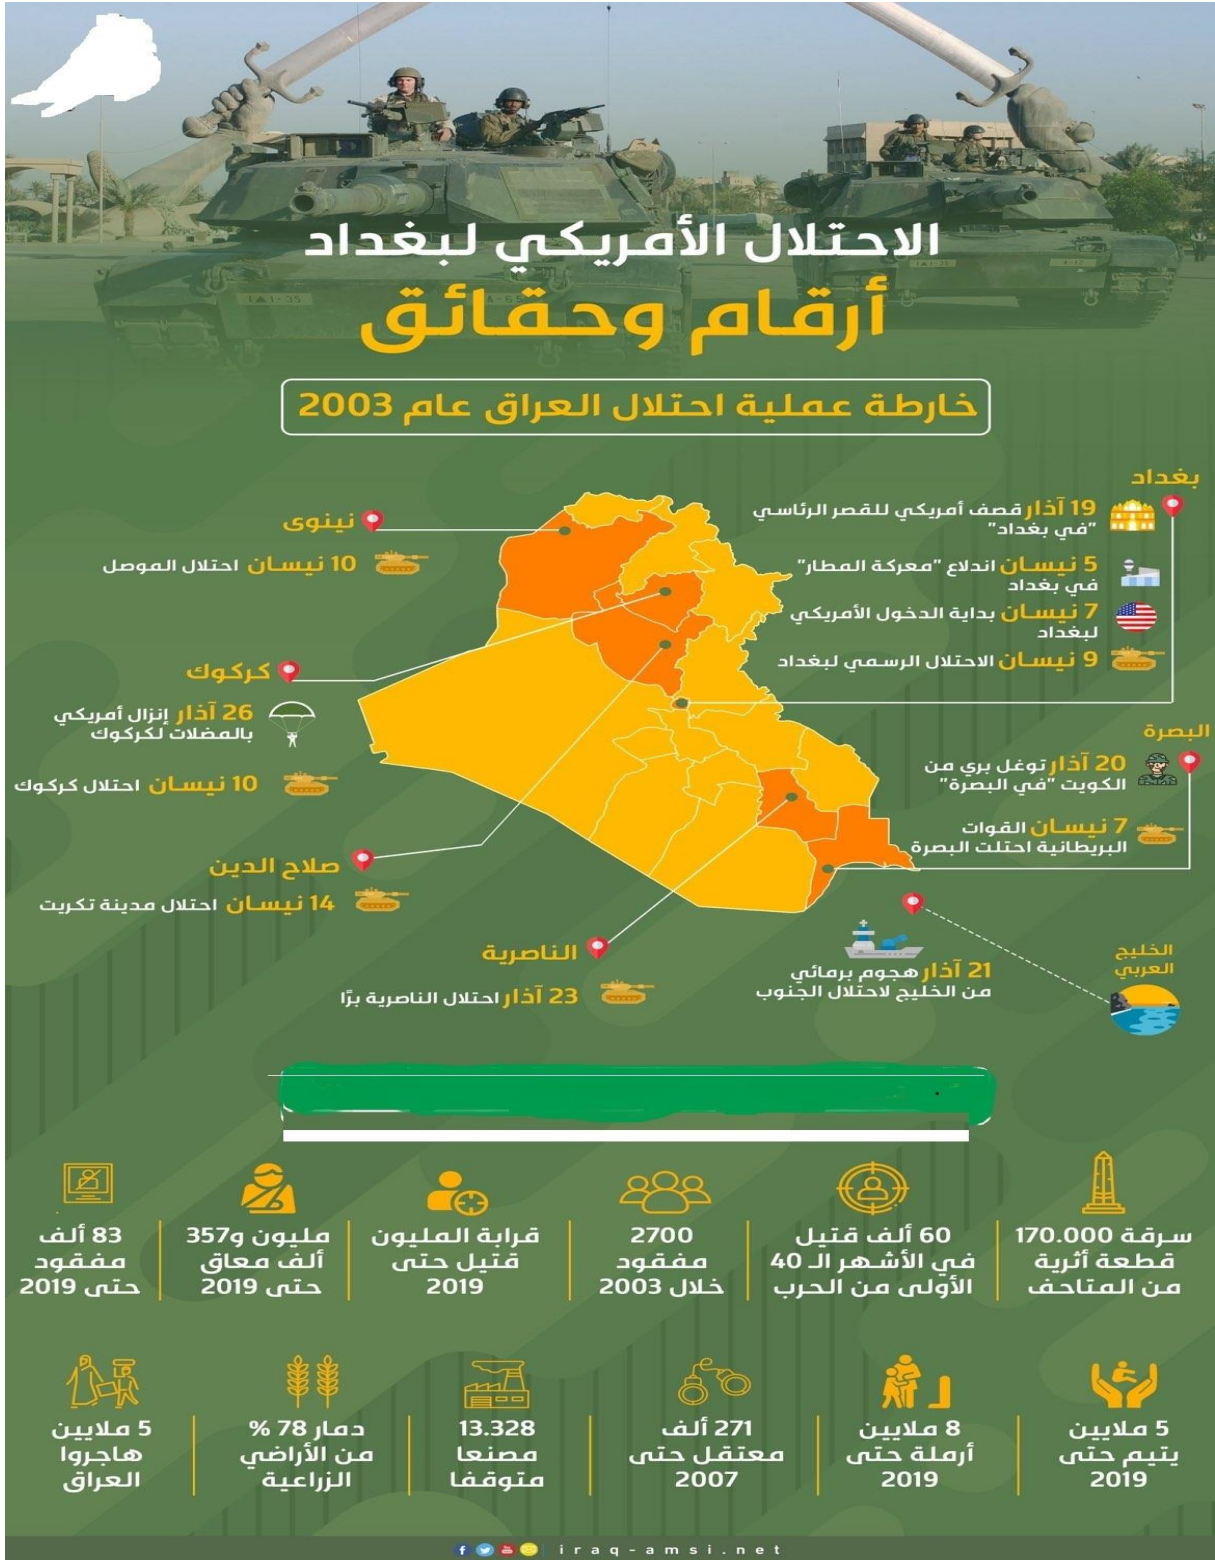 الاحتلال الأمريكي لبغداد
أرقام وحقائق
خارطة عملية احتلال العراق عام 2003
بغداد
19 آذار قصف أمريكي للقصر الرئاسي
"في بغداد"
5 نيسان اندلاع "معركة المطار"
في بغداد
7 نيسان بداية الدخول الأمريكي
لبغداد
9 نيسان الاحتلال الرسمي لبغداد
نينوى
10 نيسان احتلال الموصل
كركوك
26 آذار إنزال أمريكي
بالمضلات لكركوك
10 نيسان احتلال كركوك
البصرة
20 آذار توغل بري من
الكويت "في البصرة"
7 نيسان القوات
البريطانية احتلت البصرة
صلاح الدين
14 نيسان احتلال مدينة تكريت
الناصرية
23 آذار احتلال الناصرية برًا
الخليج
العربي
21 آذار هجوم برمائي
من الخليج لاحتلال الجنوب
سرقة 170.000
قطعة أثرية
من المتاحف
60 ألف قتيل
في الأشهر الـ 40
الأولى من الحرب
2700
مفقود
خلال 2003
قرابة المليون
قتيل حتى
2019
مليون و357
ألف معاق
حتى 2019
83 ألف
مفقود
حتى 2019
5 ملايين
يتيم حتى
2019
8 ملايين
أرملة حتى
2019
271 ألف
معتقل حتى
2007
13.328
مصنعا
متوقفا
دمار 78 %
من الأراضي
الزراعية
5 ملايين
هاجروا
العراق
iraq-amsi.net